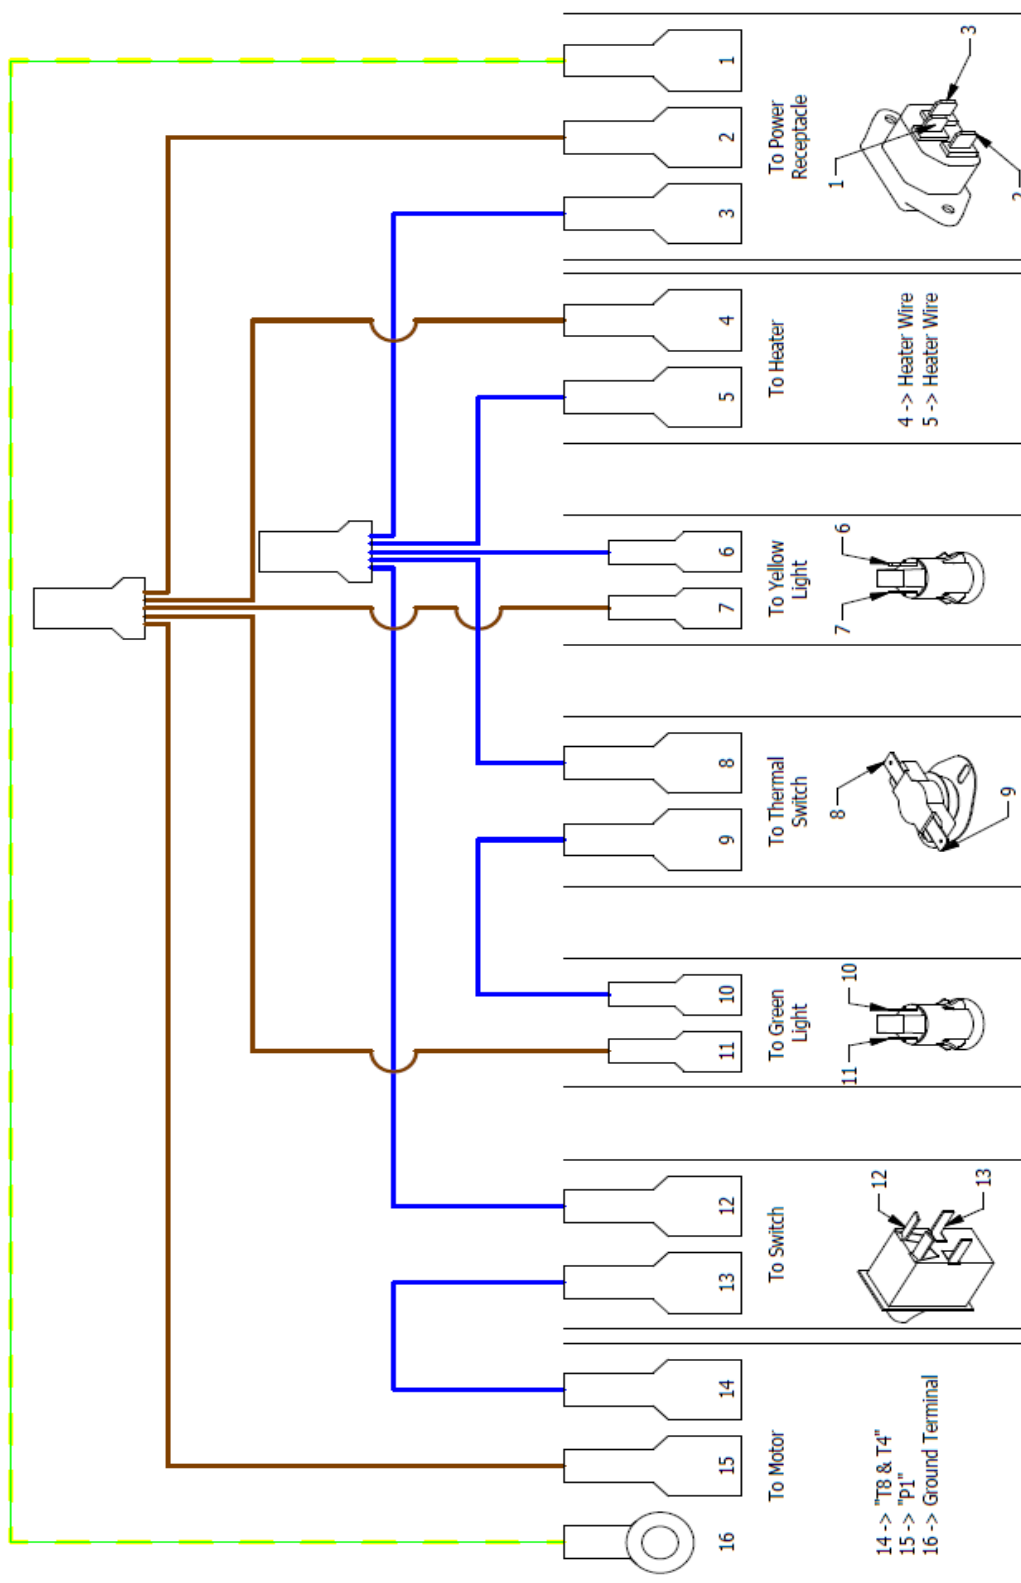 1
2
3
To Power
Receptacle
1
3
2
4
5
To Heater
4 -> Heater Wire
5 -> Heater Wire
6
7
To Yellow
Light
7
6
8
9
To Thermal
Switch
8
9
10
11
To Green
Light
11
10
12
13
To Switch
12
13
14
15
16
To Motor
14 -> "T8 & T4"
15 -> "P1"
16 -> Ground Terminal